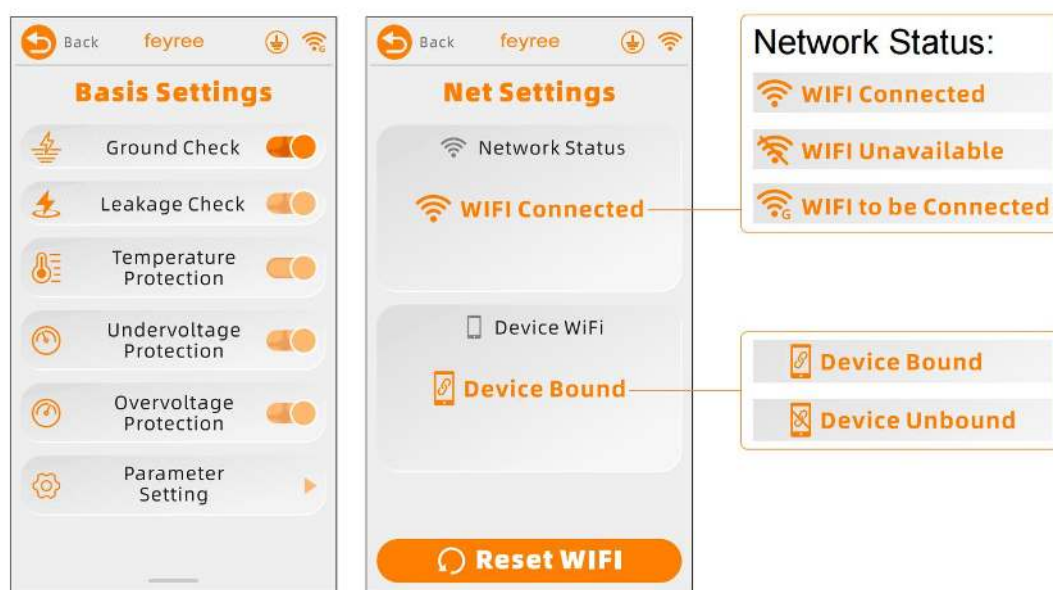 Back feyree
Basis Settings
Ground Check
Leakage Check
Temperature
Protection
Undervoltage
Protection
Overvoltage
Protection
Parameter
Setting
Back feyree
Net Settings
Network Status
WIFI Connected
Device WiFi
Device Bound
Reset WIFI
Network Status:
WIFI Connected
WIFI Unavailable
G WIFI to be Connected
Device Bound
Device Unbound